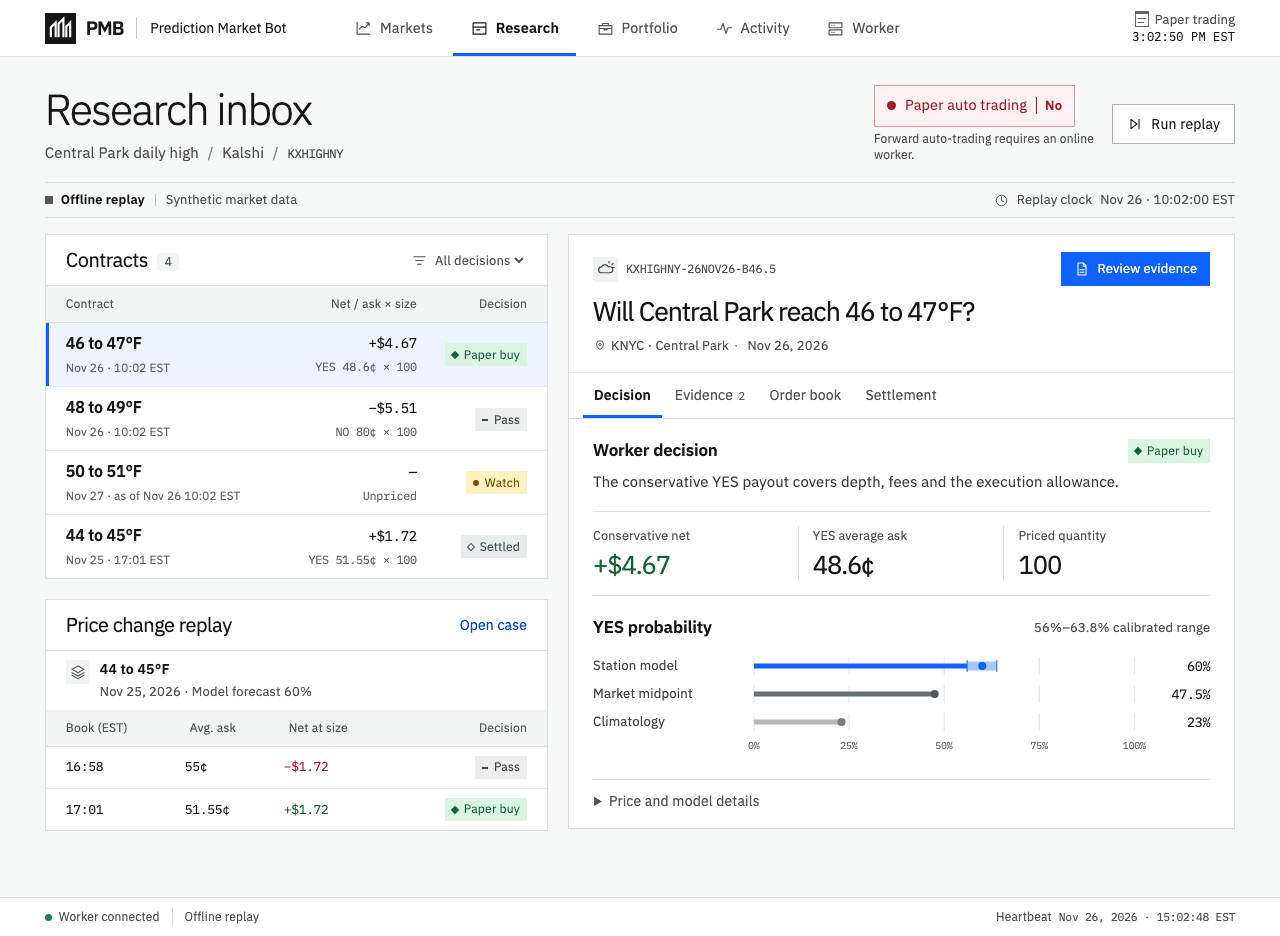 PMB
Prediction Market Bot
Markets
Research
Portfolio
Activity
Worker
Paper trading
3:02:50 PM EST
Research inbox
Central Park daily high / Kalshi / KXHIGHNY
Paper auto trading | No
Forward auto-trading requires an online
worker.
Run replay
Offline replay
Synthetic market data
Replay clock Nov 26 · 10:02:00 EST
Contracts 4
All decisions
Contract Net / ask × size Decision
46 to 47°F +$4.67 Paper buy
Nov 26 · 10:02 EST YES 48.6¢ × 100
48 to 49°F −$5.51 Pass
Nov 26 · 10:02 EST NO 80¢ × 100
50 to 51°F — Watch
Nov 27 · as of Nov 26 10:02 EST Unpriced
44 to 45°F +$1.72 Settled
Nov 25 · 17:01 EST YES 51.55¢ × 100
Price change replay Open case
44 to 45°F
Nov 25, 2026 · Model forecast 60%
Book (EST) Avg. ask Net at size Decision
16:58 55¢ −$1.72 Pass
17:01 51.55¢ +$1.72 Paper buy
KXHIGHNY-26NOV26-B46.5
Review evidence
Will Central Park reach 46 to 47°F?
KNYC · Central Park · Nov 26, 2026
Decision Evidence 2 Order book Settlement
Worker decision Paper buy
The conservative YES payout covers depth, fees and the execution allowance.
Conservative net YES average ask Priced quantity
+$4.67 48.6¢ 100
YES probability 56%–63.8% calibrated range
Station model 60%
Market midpoint 47.5%
Climatology 23%
0% 25% 50% 75% 100%
Price and model details
Worker connected Offline replay
Heartbeat Nov 26, 2026 · 15:02:48 EST